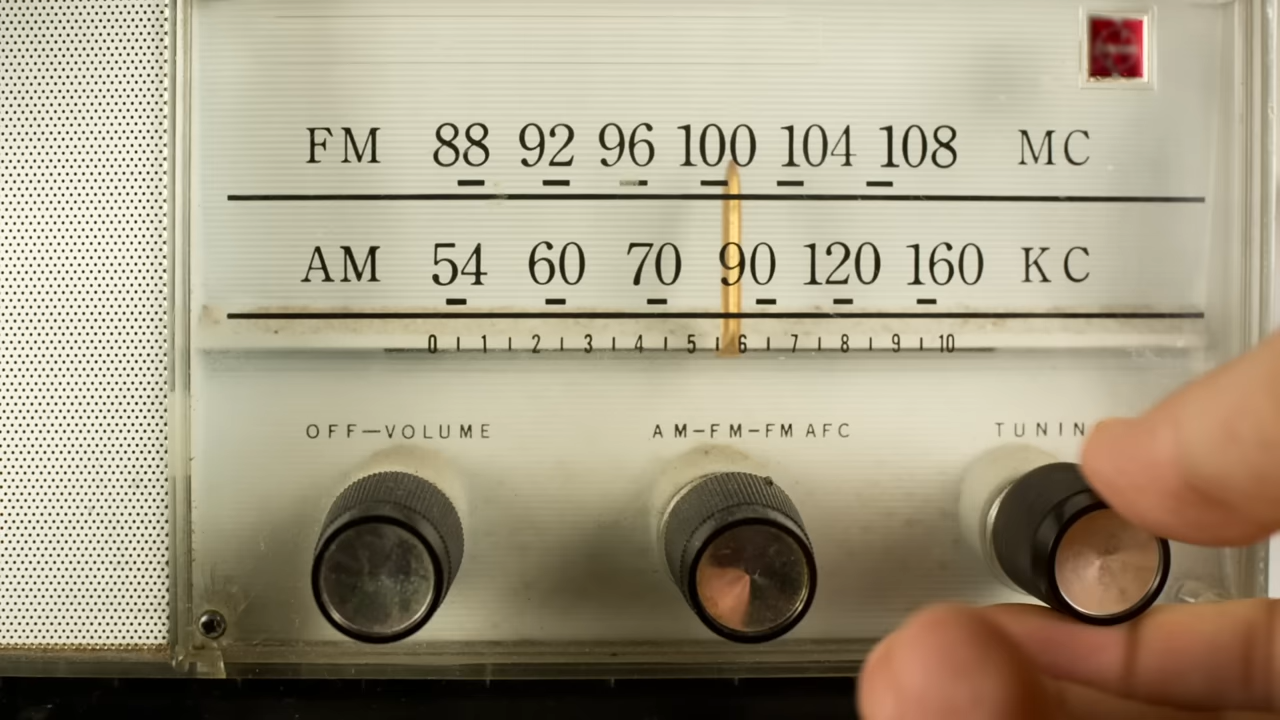 FM 88 92 96 100 104 108 MC
AM 54 60 70 90 120 160 KC
0 1 2 3 4 5 6 7 8 9 10
OFF—VOLUME AM—FM—FM AFC TUNIN